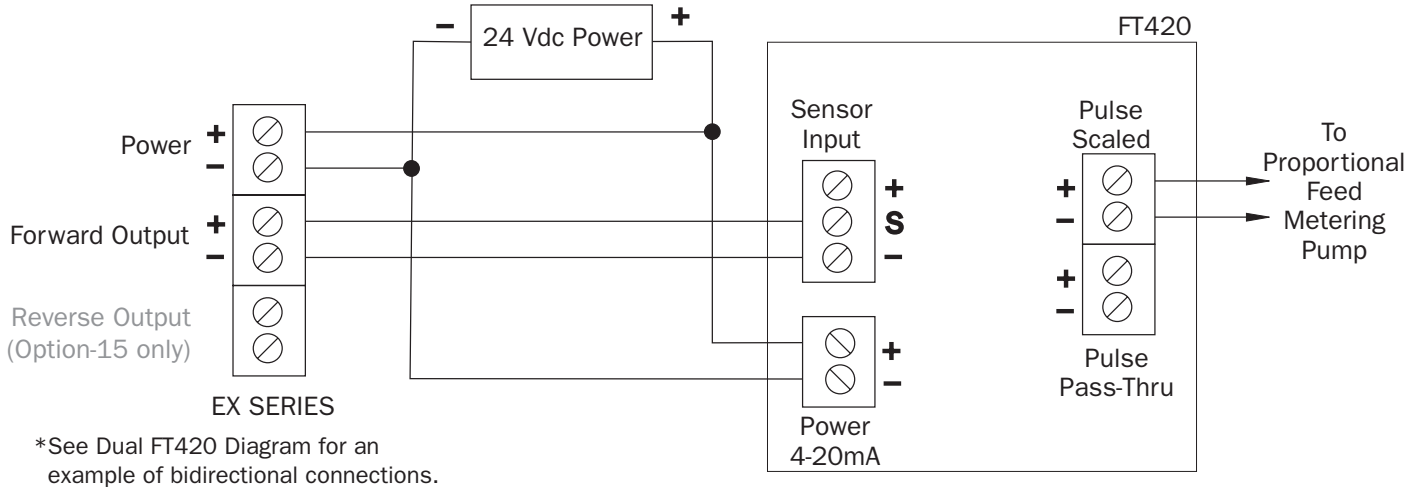 − 24 Vdc Power +
FT420
Power + −
Forward Output + −
Reverse Output
(Option-15 only)
EX SERIES
*See Dual FT420 Diagram for an
example of bidirectional connections.
Sensor
Input
+
S
−
+
−
Power
4-20mA
Pulse
Scaled
+
−
+
−
Pulse
Pass-Thru
To
Proportional
Feed
Metering
Pump